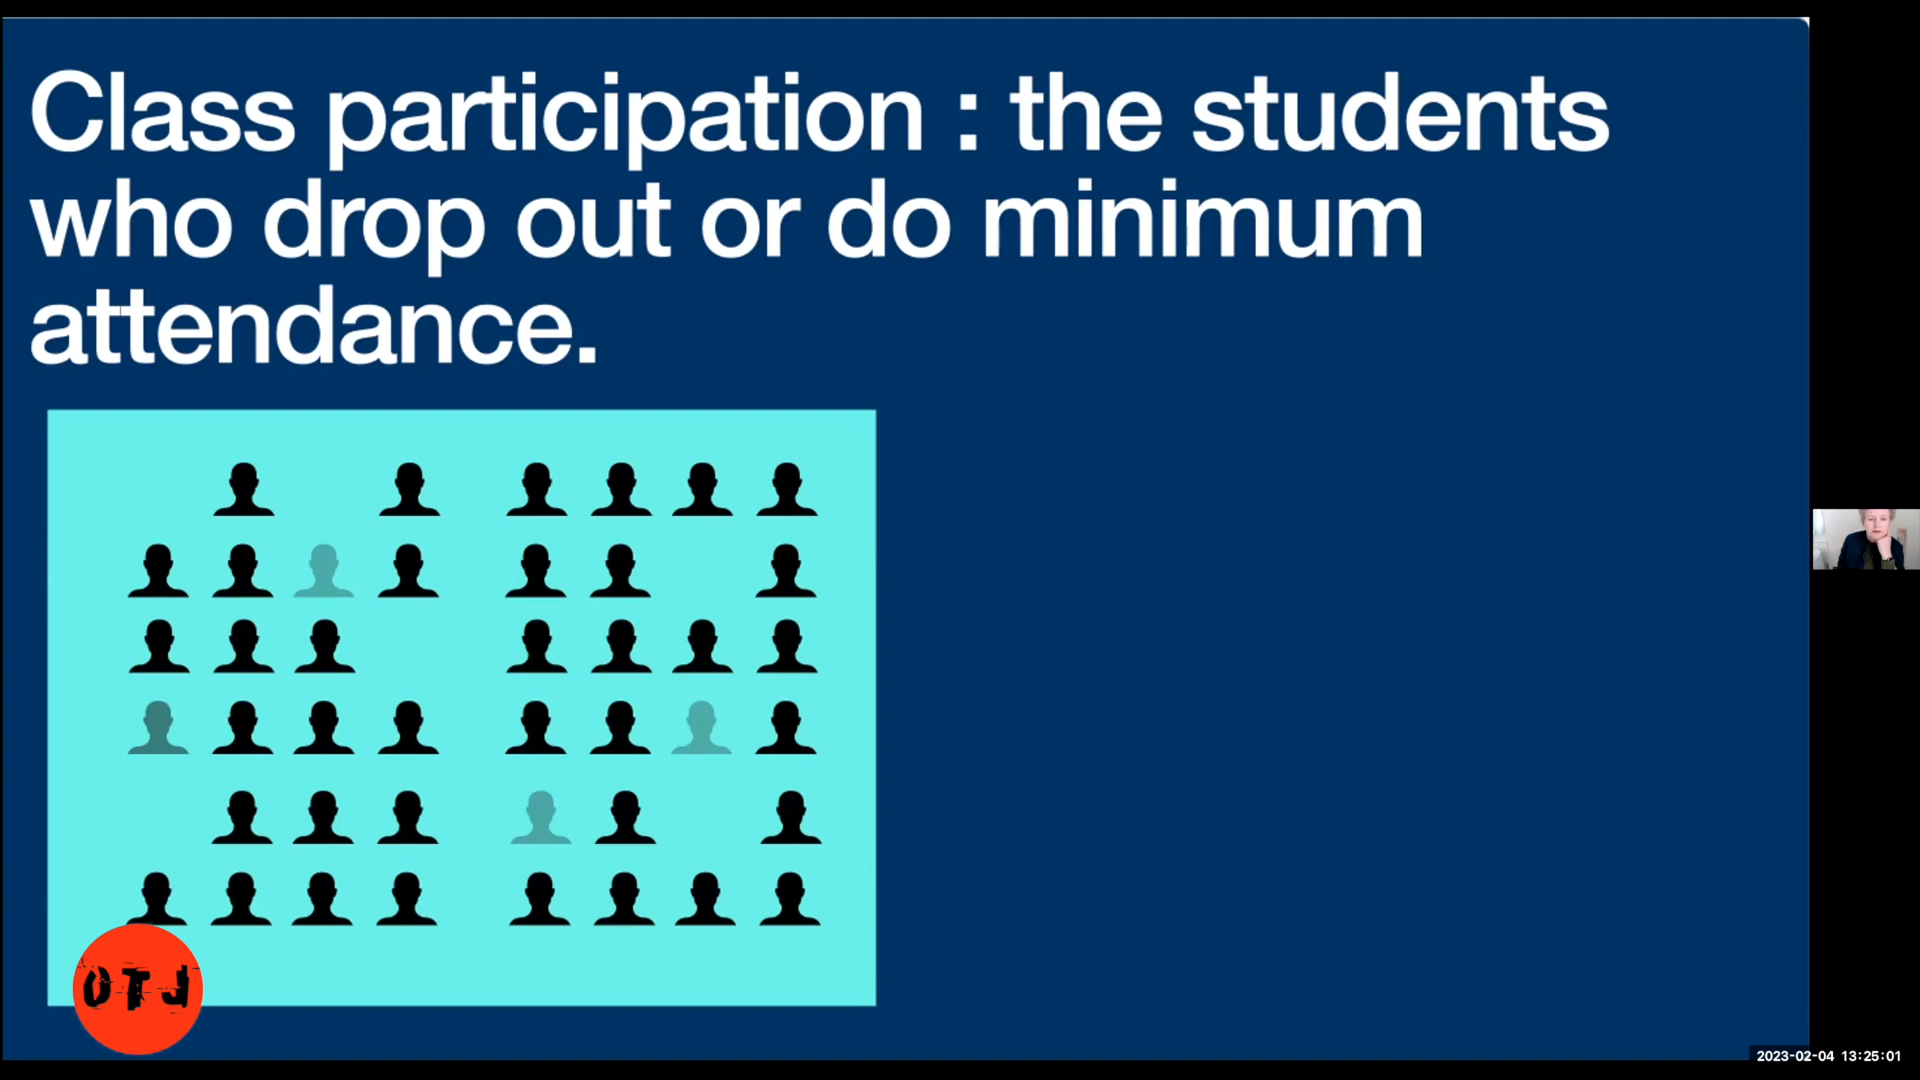 Class participation : the students
who drop out or do minimum
attendance.
OTJ
2023-02-04 13:25:01